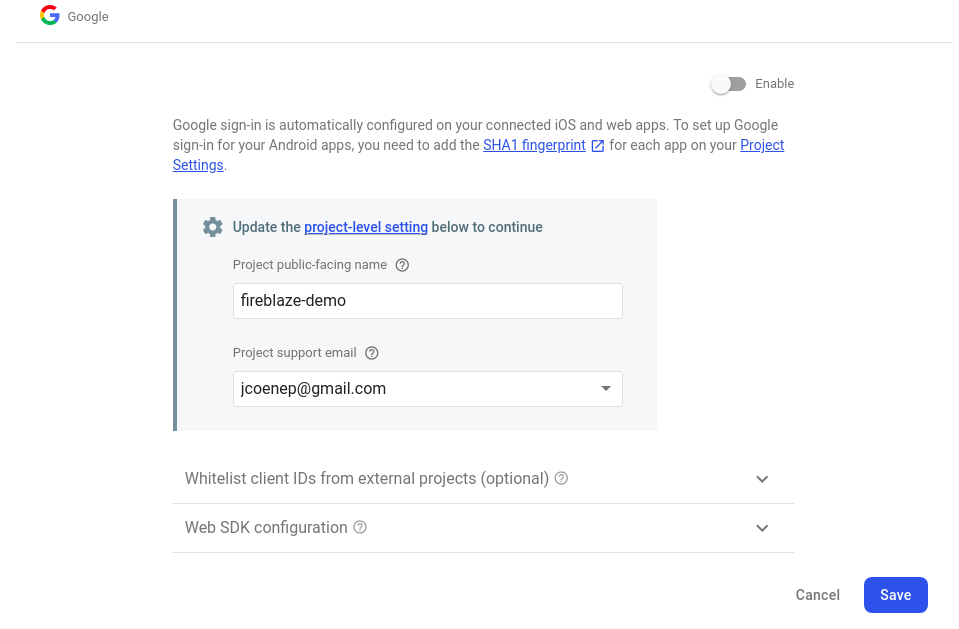 Google
Enable
Google sign-in is automatically configured on your connected iOS and web apps. To set up Google
sign-in for your Android apps, you need to add the SHA1 fingerprint for each app on your Project
Settings.
Update the project-level setting below to continue
Project public-facing name
fireblaze-demo
Project support email
jcoenep@gmail.com
Whitelist client IDs from external projects (optional)
Web SDK configuration
Cancel
Save